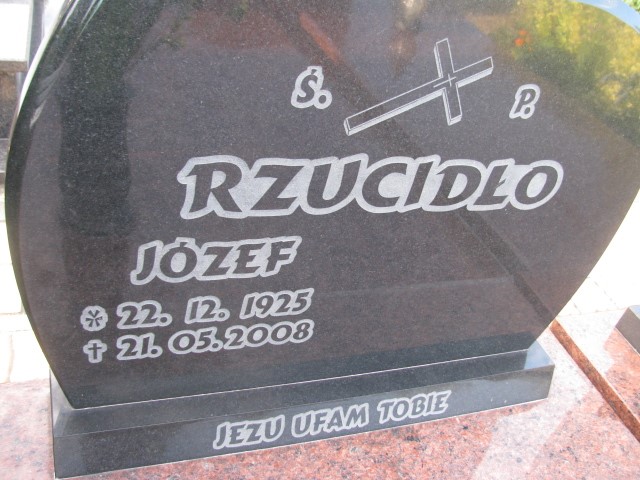 Ś. P.
RZUCIDŁO
JÓZEF
* 22. 12. 1925
✝ 21. 05. 2008
JEZU UFAM TOBIE